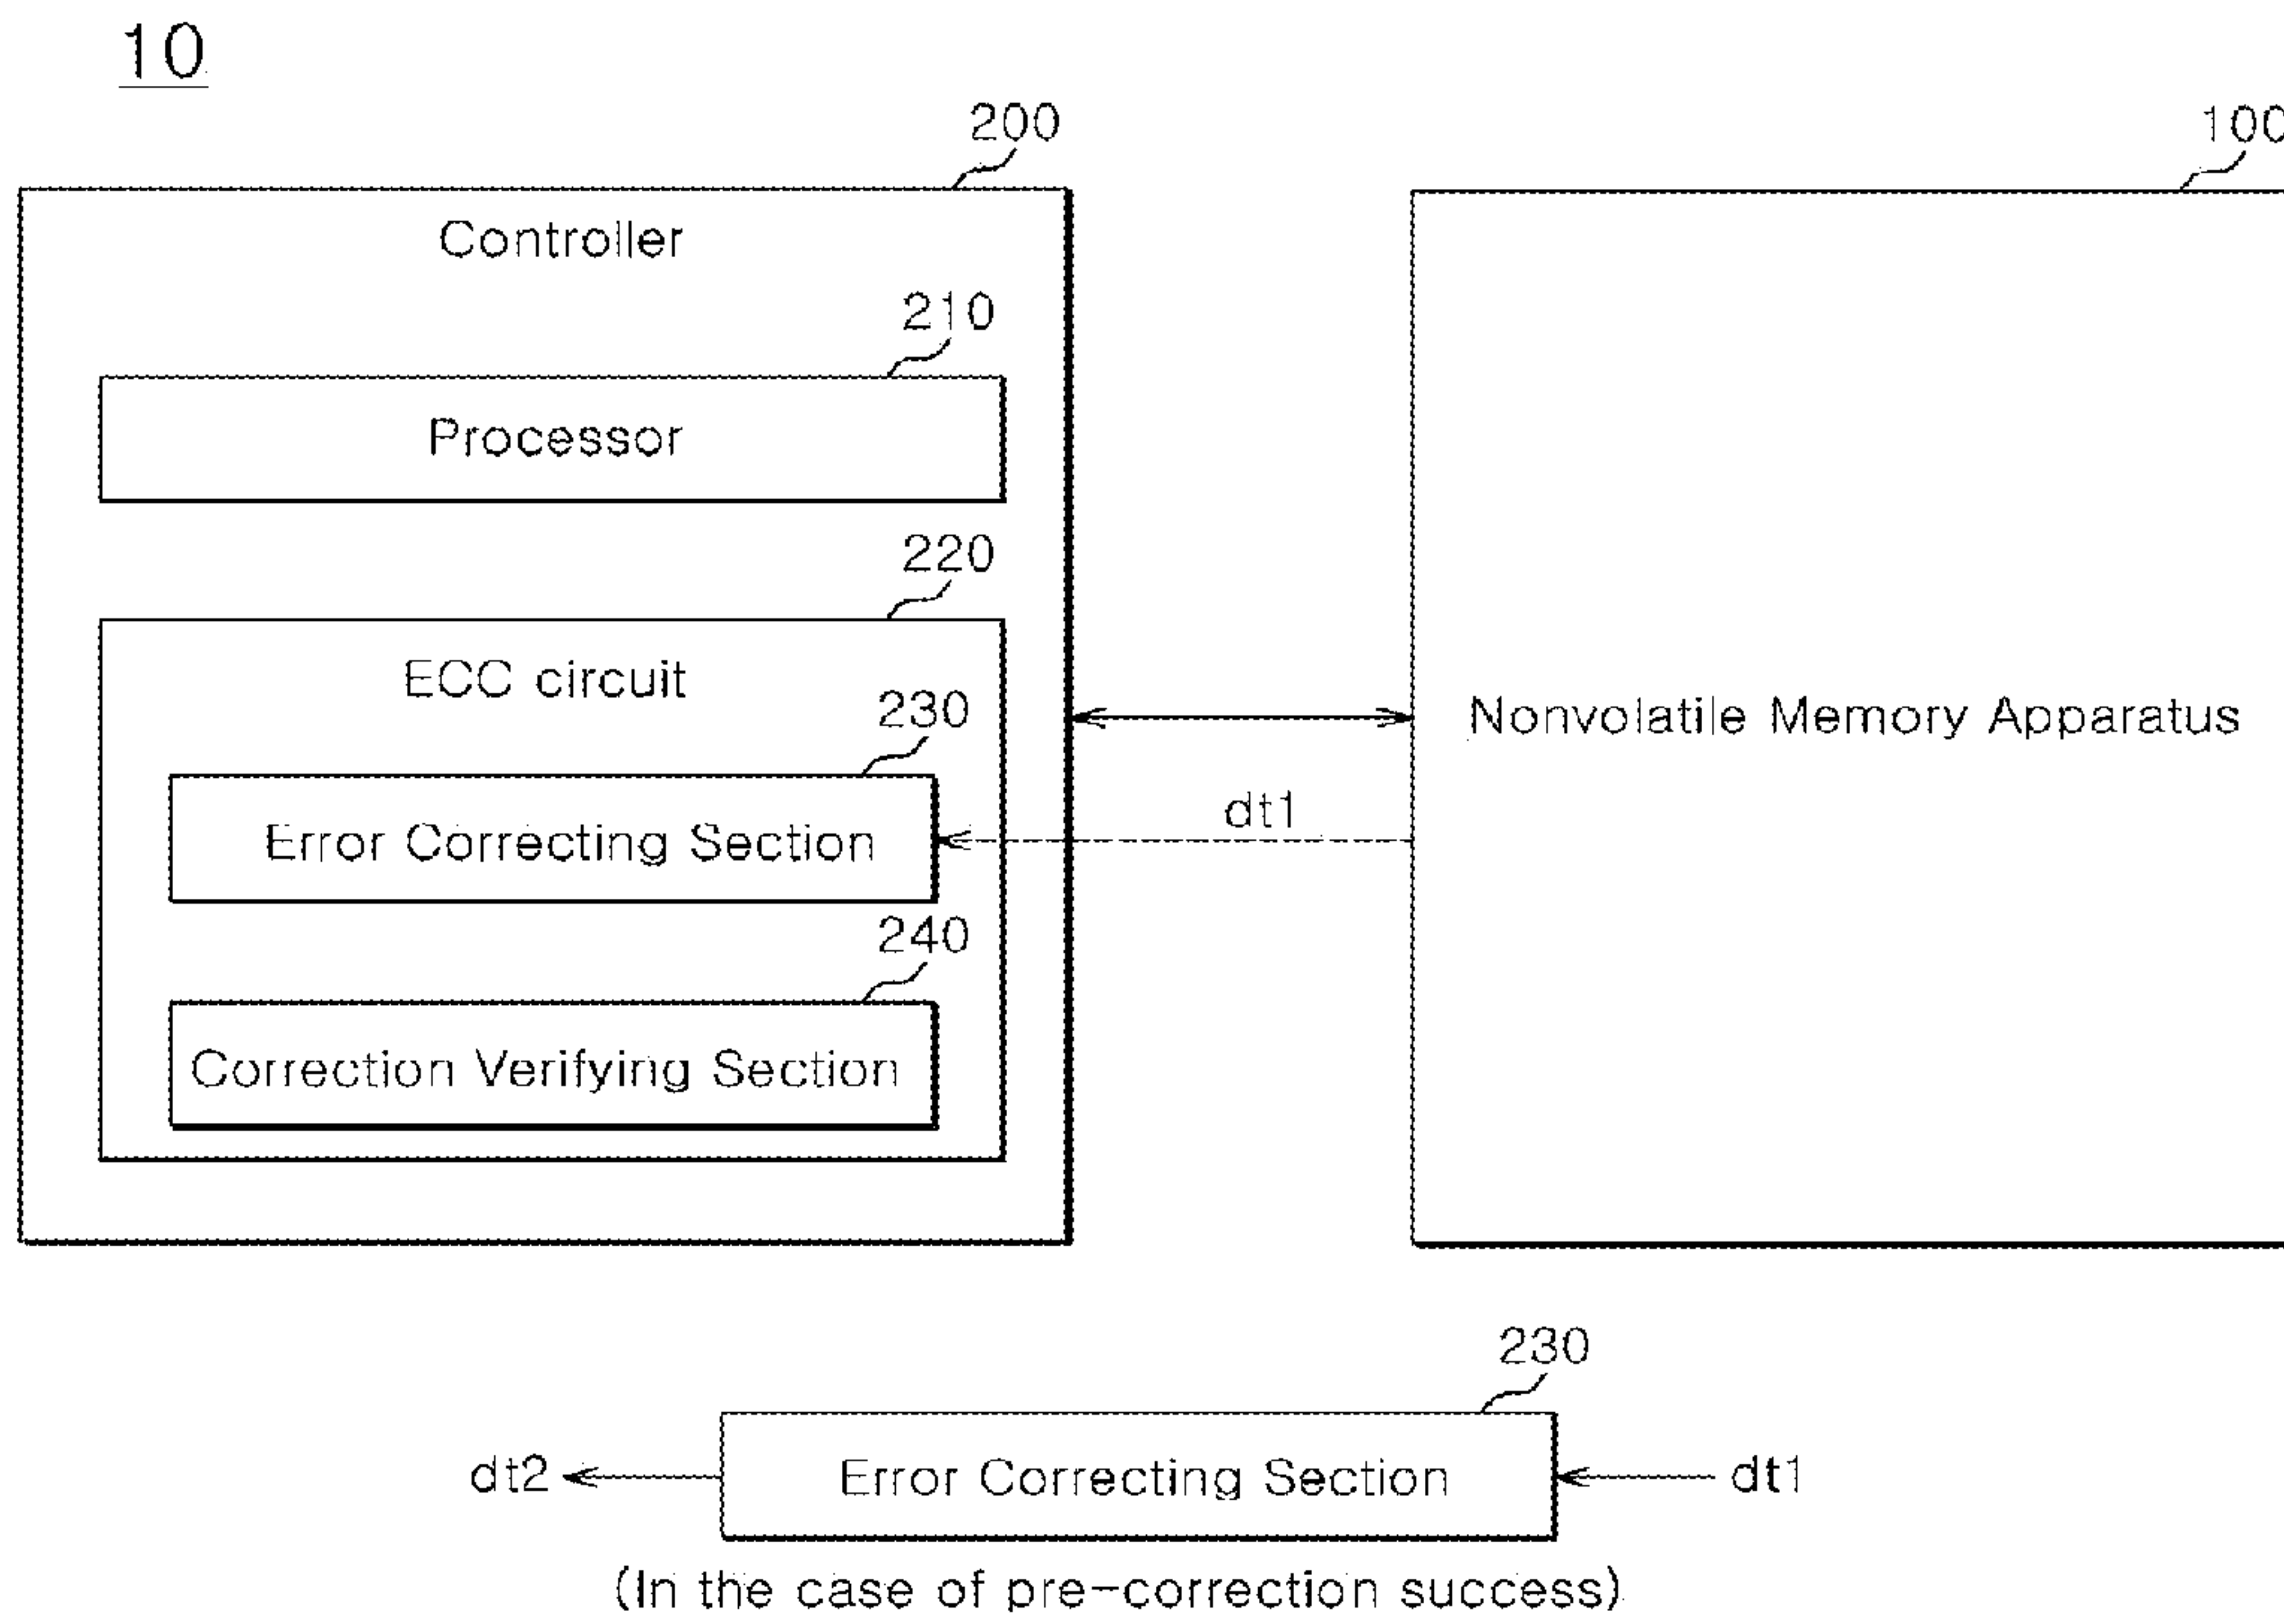 10
200
100
Controller
210
Processor
220
ECC circuit
230
Nonvolatile Memory Apparatus
dt1
Error Correcting Section
240
Correction Verifying Section
230
dt2
Error Correcting Section
dt1
(In the case of pre-correction success)